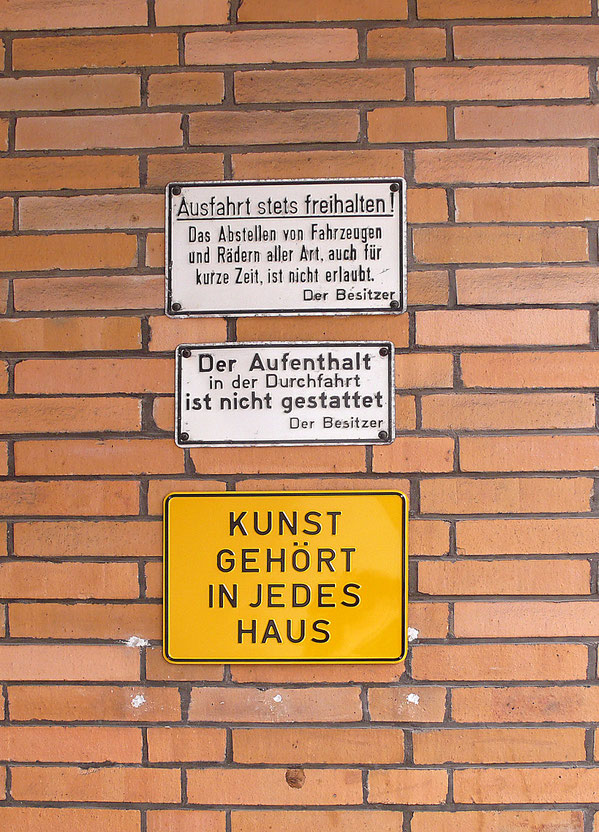 Ausfahrt stets freihalten!
Das Abstellen von Fahrzeugen
und Rädern aller Art, auch für
kurze Zeit, ist nicht erlaubt.
Der Besitzer
Der Aufenthalt
in der Durchfahrt
ist nicht gestattet
Der Besitzer
KUNST
GEHÖRT
IN JEDES
HAUS